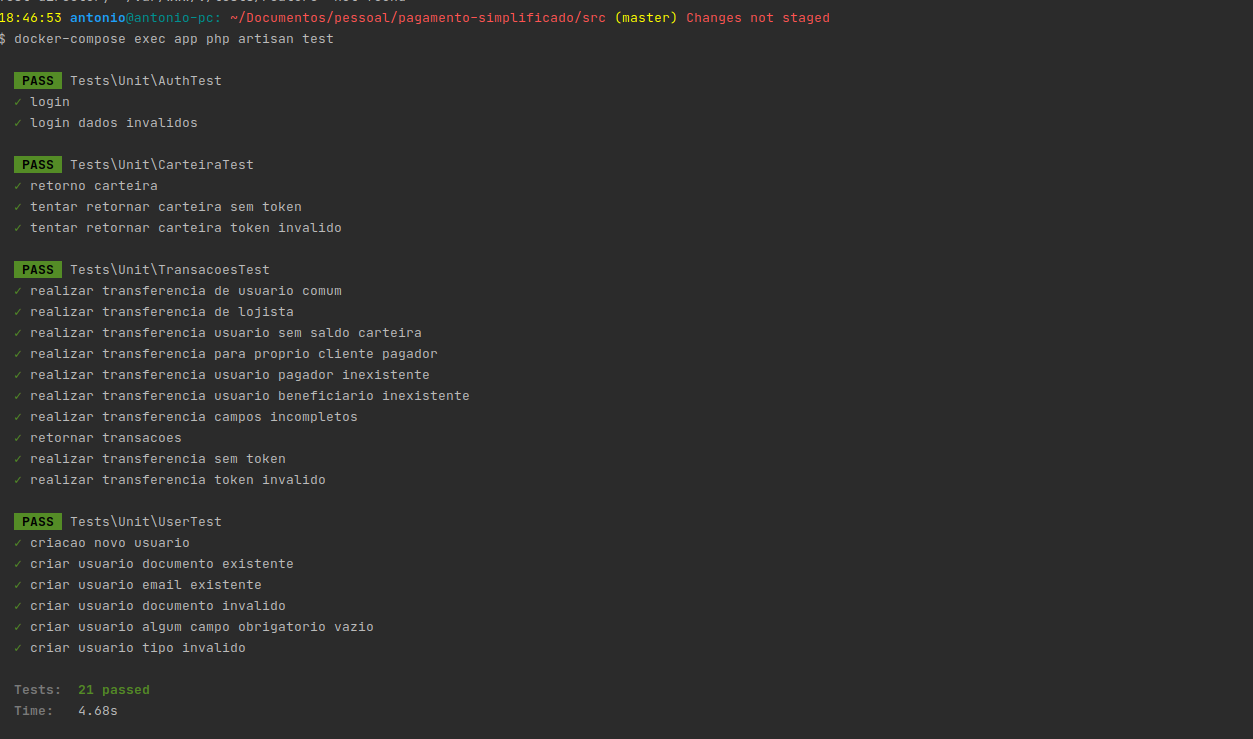 18:46:53 antonio@antonio-pc: ~/Documentos/pessoal/pagamento-simplificado/src (master) Changes not staged
$ docker-compose exec app php artisan test
PASS Tests\Unit\AuthTest
✓ login
✓ login dados invalidos
PASS Tests\Unit\CarteiraTest
✓ retorno carteira
✓ tentar retornar carteira sem token
✓ tentar retornar carteira token invalido
PASS Tests\Unit\TransacoesTest
✓ realizar transferencia de usuario comum
✓ realizar transferencia de lojista
✓ realizar transferencia usuario sem saldo carteira
✓ realizar transferencia para proprio cliente pagador
✓ realizar transferencia usuario pagador inexistente
✓ realizar transferencia usuario beneficiario inexistente
✓ realizar transferencia campos incompletos
✓ retornar transacoes
✓ realizar transferencia sem token
✓ realizar transferencia token invalido
PASS Tests\Unit\UserTest
✓ criacao novo usuario
✓ criar usuario documento existente
✓ criar usuario email existente
✓ criar usuario documento invalido
✓ criar usuario algum campo obrigatorio vazio
✓ criar usuario tipo invalido
Tests: 21 passed
Time: 4.68s